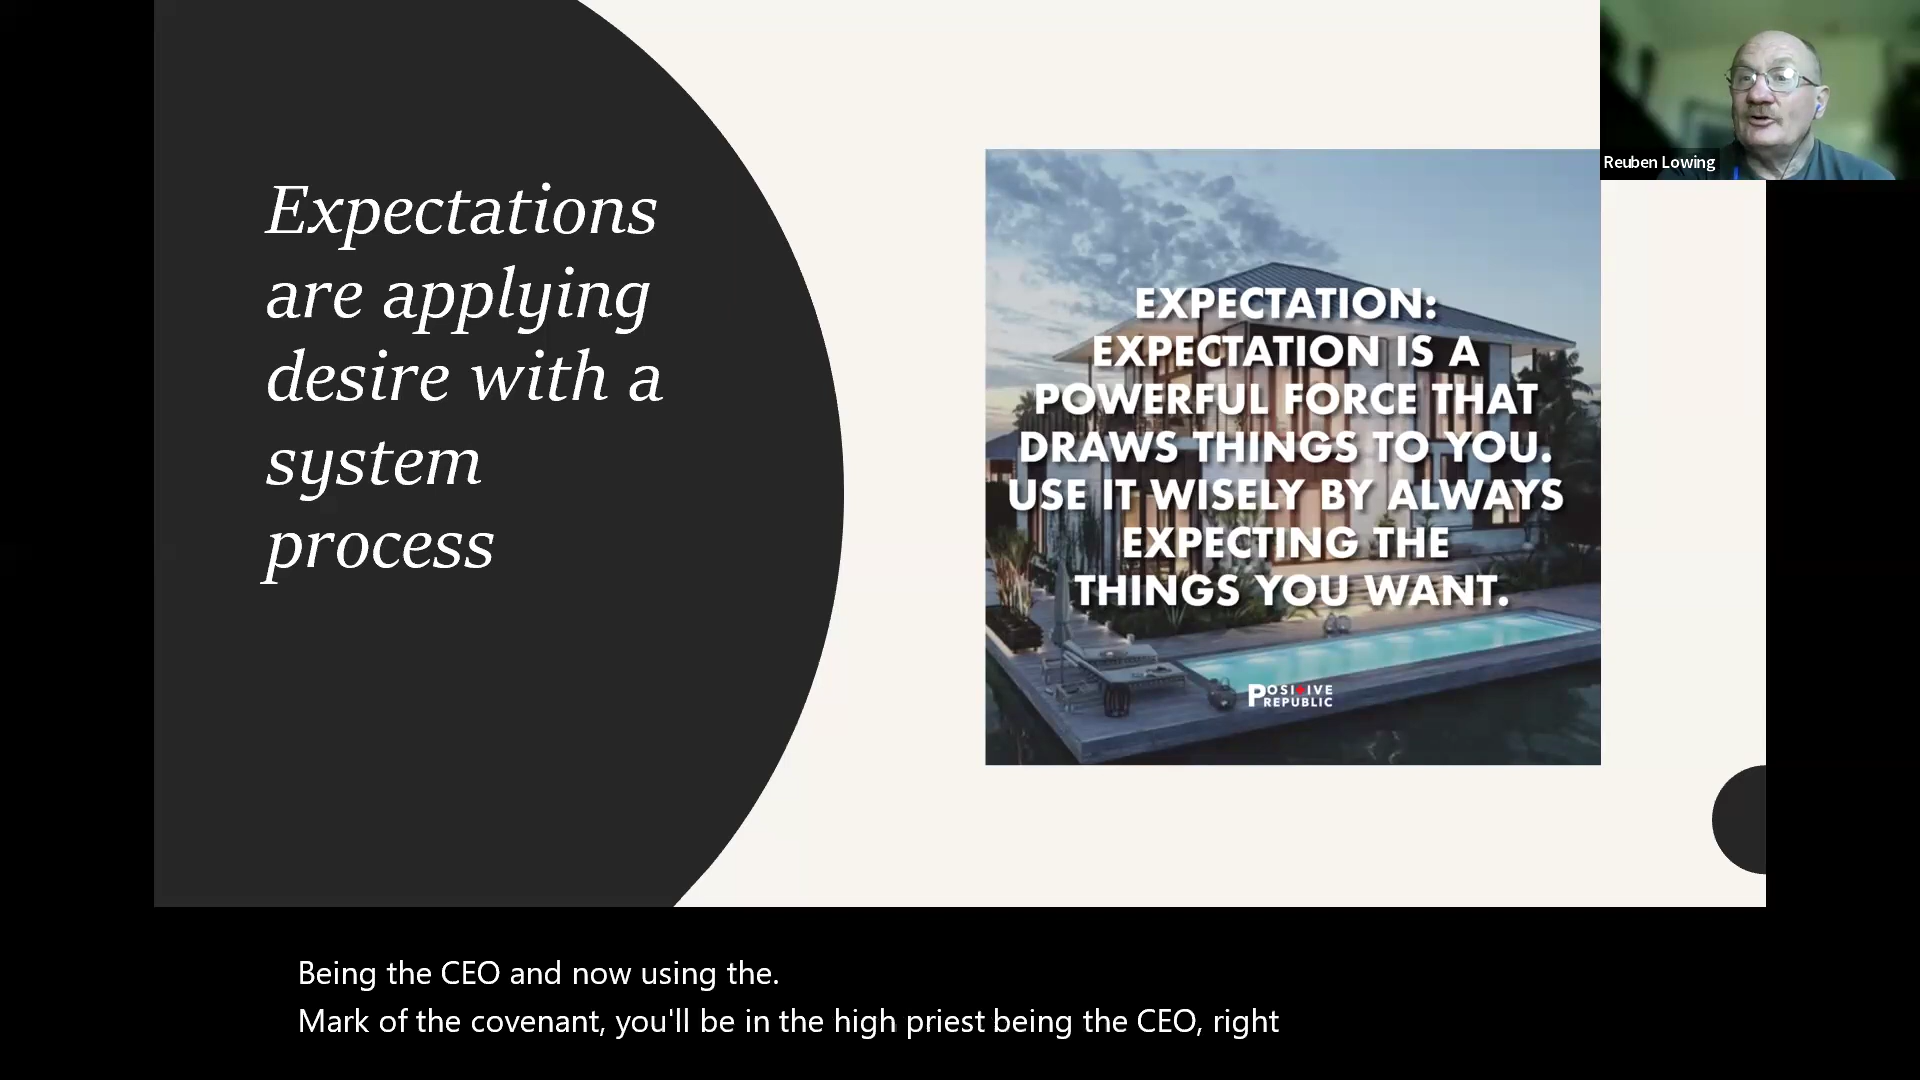 Expectations
are applying
desire with a
system
process
EXPECTATION:
EXPECTATION IS A
POWERFUL FORCE THAT
DRAWS THINGS TO YOU.
USE IT WISELY BY ALWAYS
EXPECTING THE
THINGS YOU WANT.
POSITIVE
REPUBLIC
Reuben Lowing
Being the CEO and now using the.
Mark of the covenant, you'll be in the high priest being the CEO, right